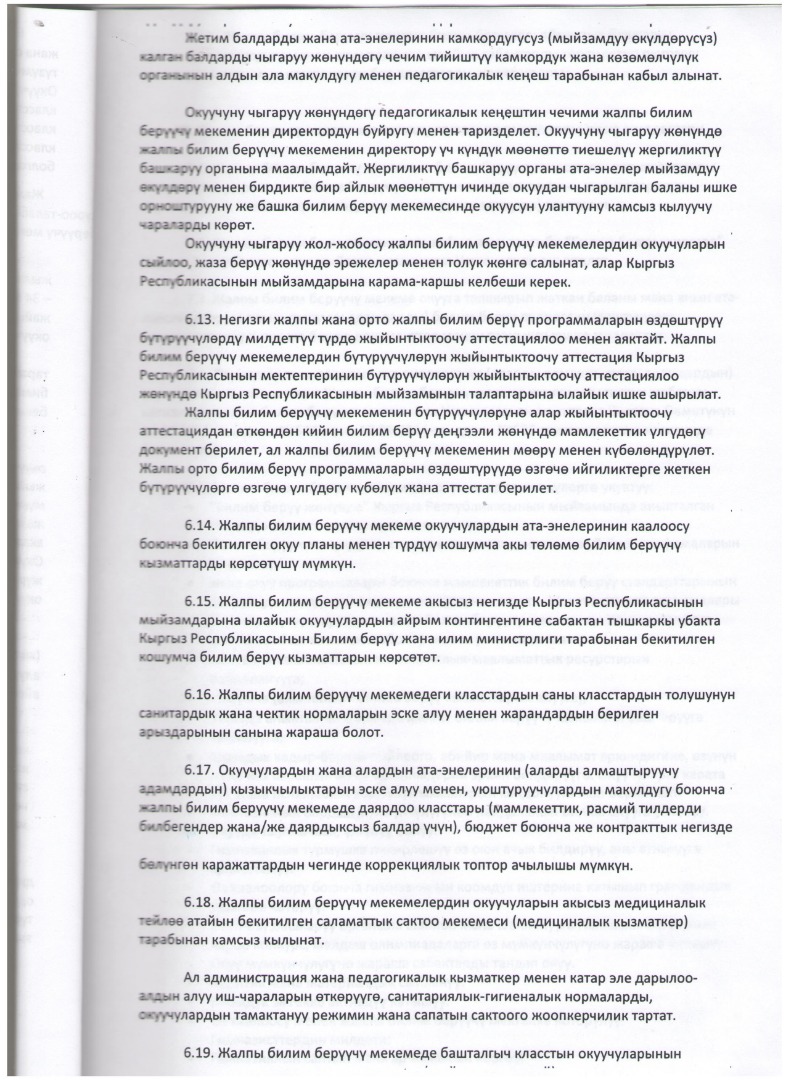 Жетим балдарды жана ата-энелеринин камкордугусуз (мыйзамдуу өкүлдөрүсүз)
калган балдарды чыгаруу жөнүндөгү чечим тийиштүү камкордук жана көзөмөлчүлүк
органынын алдын ала макулдугу менен педагогикалык кеңеш тарабынан кабыл алынат.
Окуучуну чыгаруу жөнүндөгү педагогикалык кеңештин чечими жалпы билим
берүүчү мекеменин директордун буйругу менен таризделет. Окуучуну чыгаруу жөнүндө
жалпы билим берүүчү мекеменин директору үч күндүк мөөнөттө тиешелүү жергиликтүү
башкаруу органына маалымдайт. Жергиликтүү башкаруу органы ата-энелер мыйзамдуу
өкүлдөрү менен бирдикте бир айлык мөөнөттүн ичинде окуудан чыгарылган баланы ишке
орноштурууну же башка билим берүү мекемесинде окуусун улантууну камсыз кылуучу
чараларды көрөт.
Окуучуну чыгаруу жол-жобосу жалпы билим берүүчү мекемелердин окуучуларын
сыйлоо, жаза берүү жөнүндө эрежелер менен толук жөнгө салынат, алар Кыргыз
Республикасынын мыйзамдарына карама-каршы келбеши керек.
6.13. Негизги жалпы жана орто жалпы билим берүү программаларын өздөштүрүү
бүтүрүүчүлөрдү милдеттүү түрдө жыйынтыктоочу аттестациялоо менен аяктайт. Жалпы
билим берүүчү мекемелердин бүтүрүүчүлөрүн жыйынтыктоочу аттестация Кыргыз
Республикасынын мектептеринин бүтүрүүчүлөрүн жыйынтыктоочу аттестациялоо
жөнүндө Кыргыз Республикасынын мыйзамынын талаптарына ылайык ишке ашырылат.
Жалпы билим берүүчү мекеменин бүтүрүүчүлөрүнө алар жыйынтыктоочу
аттестациядан өткөндөн кийин билим берүү деңгээли жөнүндө мамлекеттик үлгүдөгү
документ берилет, ал жалпы билим берүүчү мекеменин мөөрү менен күбөлөндүрүлөт.
Жалпы орто билим берүү программаларын өздөштүрүүдө өзгөчө ийгиликтерге жеткен
бүтүрүүчүлөргө өзгөчө үлгүдөгү күбөлүк жана аттестат берилет.
6.14. Жалпы билим берүүчү мекеме окуучулардын ата-энелеринин каалоосу
боюнча бекитилген окуу планы менен түрдүү кошумча акы төлөмө билим берүүчү
кызматтарды көрсөтүшү мүмкүн.
6.15. Жалпы билим берүүчү мекеме акысыз негизде Кыргыз Республикасынын
мыйзамдарына ылайык окуучулардын айрым контингентине сабактан тышкаркы убакта
Кыргыз Республикасынын Билим берүү жана илим министрлиги тарабынан бекитилген
кошумча билим берүү кызматтарын көрсөтөт.
6.16. Жалпы билим берүүчү мекемедеги класстардын саны класстардын толушунун
санитардык жана чектик нормаларын эске алуу менен жарандардын берилген
арыздарынын санына жараша болот.
6.17. Окуучулардын жана алардын ата-энелеринин (аларды алмаштыруучу
адамдардын) кызыкчылыктарын эске алуу менен, уюштуруучулардын макулдугу боюнча
жалпы билим берүүчү мекемеде даярдоо класстары (мамлекеттик, расмий тилдерди
билбегендер жана/же даярдыксыз балдар үчүн), бюджет боюнча же контракттык негизде
бөлүнгөн каражаттардын чегинде коррекциялык топтор ачылышы мүмкүн.
6.18. Жалпы билим берүүчү мекемелердин окуучуларын акысыз медициналык
тейлөө атайын бекитилген саламаттык сактоо мекемеси (медициналык кызматкер)
тарабынан камсыз кылынат.
Ал администрация жана педагогикалык кызматкер менен катар эле дарылоо-
алдын алуу иш-чараларын өткөрүүгө, санитариялык-гигиеналык нормаларды,
окуучулардын тамактануу режимин жана сапатын сактоого жоопкерчилик тартат.
6.19. Жалпы билим берүүчү мекемеде башталгыч класстын окуучуларынын